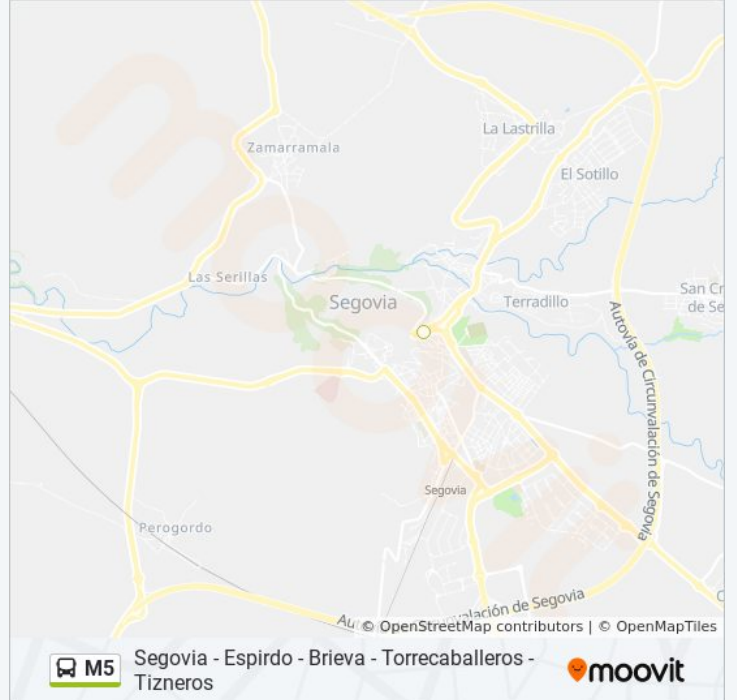 La Lastrilla
Zamarramala
El Sotillo
Las Serillas
San Cr
de Se
Segovia
Terradillo
Autovía de Circunvalación de Segovia
Segovia
Perogordo
valación de Segovia
© OpenStreetMap contributors | © OpenMapTiles
M5
Segovia - Espirdo - Brieva - Torrecaballeros -
Tizneros
moovit